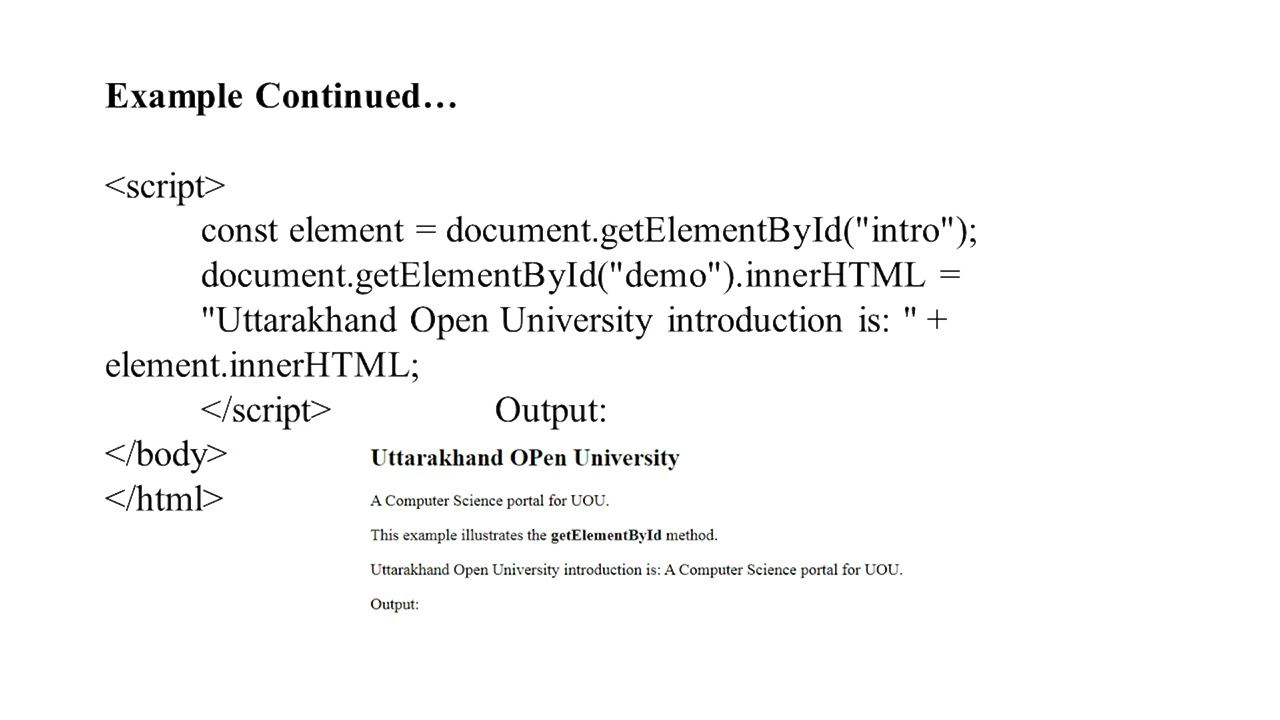 Example Continued…
<script>
const element = document.getElementById("intro");
document.getElementById("demo").innerHTML =
"Uttarakhand Open University introduction is: " +
element.innerHTML;
</script> Output:
</body>
</html>
Uttarakhand OPen University
A Computer Science portal for UOU.
This example illustrates the getElementById method.
Uttarakhand Open University introduction is: A Computer Science portal for UOU.
Output: